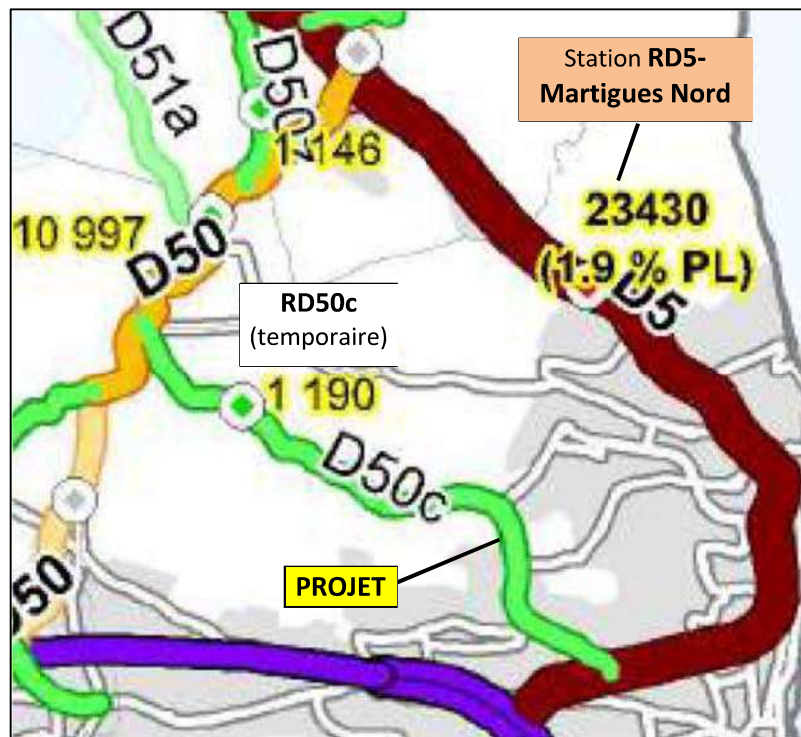 D51a
D50
Station RD5-
Martigues Nord
1 146
23430
(1.9 % PL)
10 997
D50
D5
RD50c
(temporaire)
1 190
D50c
PROJET
D50